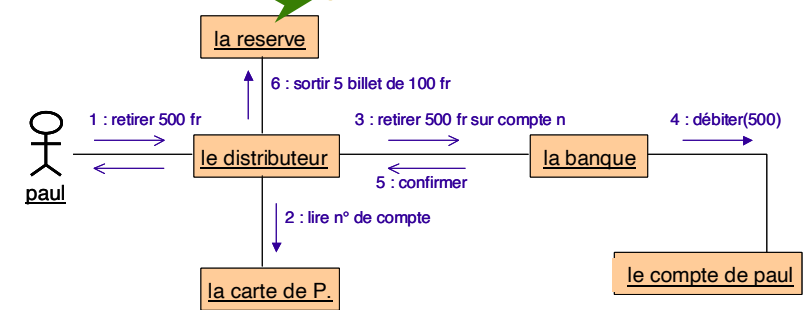 la reserve
6 : sortir 5 billet de 100 fr
1 : retirer 500 fr
3 : retirer 500 fr sur compte n
4 : débiter(500)
le distributeur
la banque
5 : confirmer
paul
2 : lire n° de compte
le compte de paul
la carte de P.